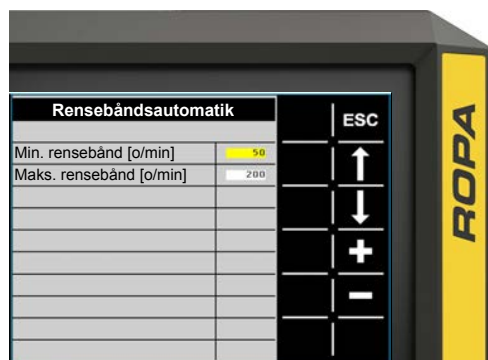 Rensebåndsautomatik
ESC
Min. rensebånd [o/min] 50
Maks. rensebånd [o/min] 200
+
−
ROPA